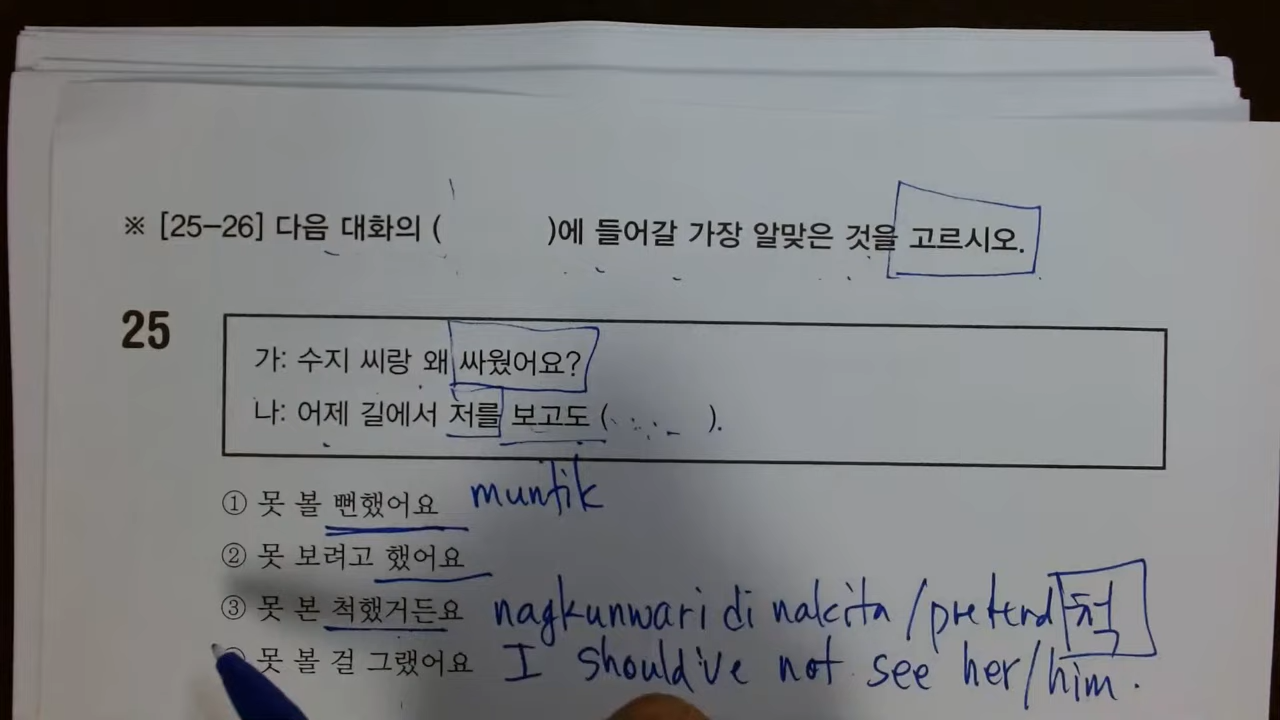 ※ [25-26] 다음 대화의 (          )에 들어갈 가장 알맞은 것을 고르시오.
25
가: 수지 씨랑 왜 싸웠어요?
나: 어제 길에서 저를 보고도 (          ).
① 못 볼 뻔했어요 muntik
② 못 보려고 했어요
③ 못 본 척했거든요 nagkunwari di nakita / pretend 척
못 볼 걸 그랬어요 I should've not see her/him.